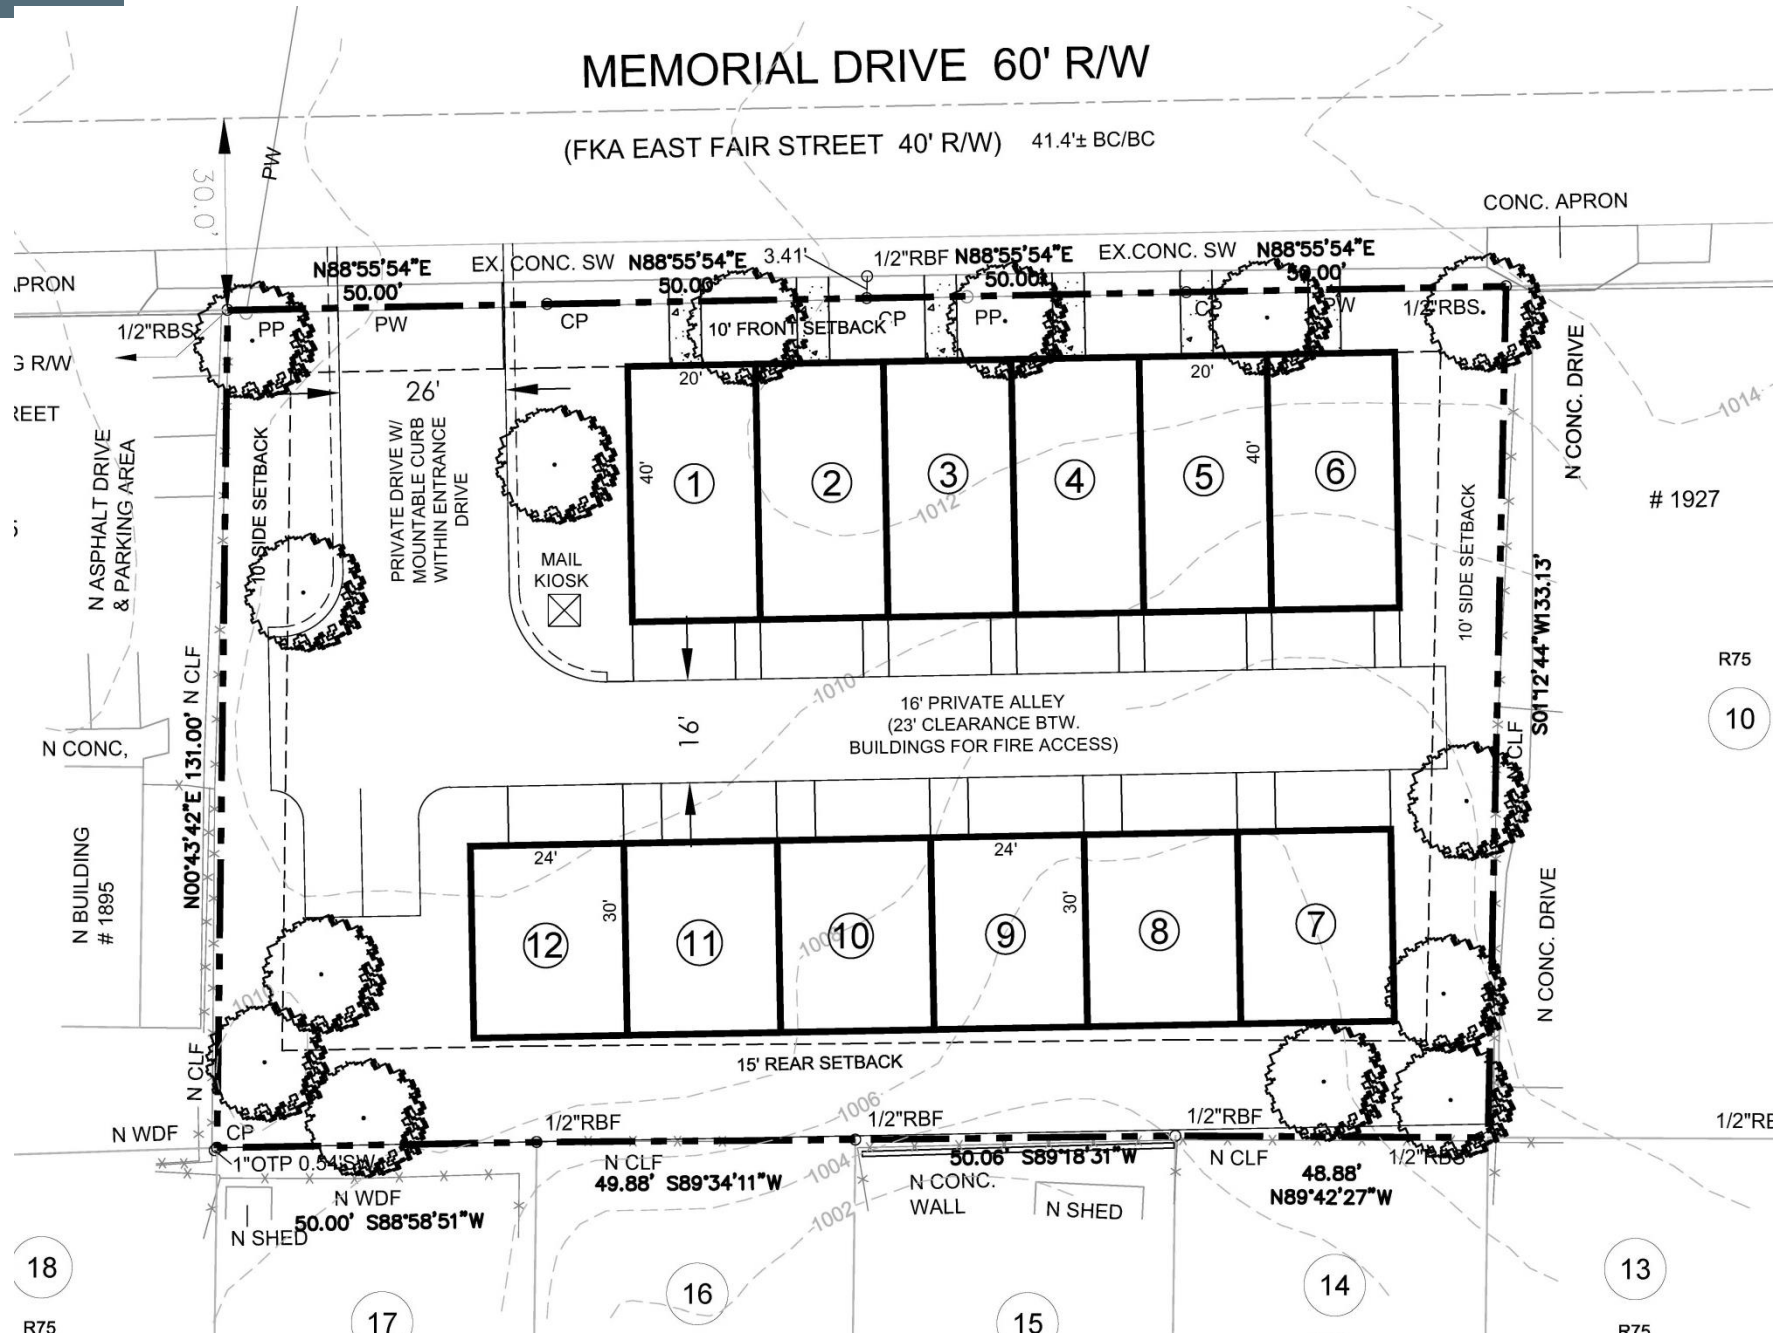 MEMORIAL DRIVE 60' R/W
(FKA EAST FAIR STREET 40' R/W)
41.4'± BC/BC
PW
30.0'
CONC. APRON
APRON
N88°55'54"E
50.00'
EX. CONC. SW
N88°55'54"E
50.00'
3.41'
1/2"RBF
N88°55'54"E
50.00'
EX.CONC. SW
N88°55'54"E
50.00'
1/2"RBS
PP
PW
CP
10' FRONT SETBACK
CP
PP
PW
1/2"RBS
G R/W
REET
26'
20'
20'
N CONC. DRIVE
1014
N ASPHALT DRIVE
& PARKING AREA
10' SIDE SETBACK
PRIVATE DRIVE W/
MOUNTABLE CURB
WITHIN ENTRANCE
DRIVE
40'
40'
1
2
3
4
5
6
1012
# 1927
10' SIDE SETBACK
MAIL
KIOSK
S01°12'44"W133.13'
N00°43'42"E 131.00'
N CLF
R75
10
1010
16' PRIVATE ALLEY
(23' CLEARANCE BTW.
BUILDINGS FOR FIRE ACCESS)
16'
N CLF
N CONC,
N BUILDING
# 1895
24'
24'
30'
30'
12
11
10
9
8
7
1008
1010
N CONC. DRIVE
15' REAR SETBACK
N CLF
1006
N WDF
CP
1/2"RBF
1/2"RBF
1/2"RBF
1/2"RB
1"OTP 0.54'SW
N CLF
49.88' S89°34'11"W
1004
50.06' S89°18'31"W
N CLF
48.88'
N89°42'27"W
1/2"RBS
N WDF
50.00' S88°58'51"W
N SHED
N CONC.
WALL
N SHED
1002
18
R75
17
16
15
14
13
R75